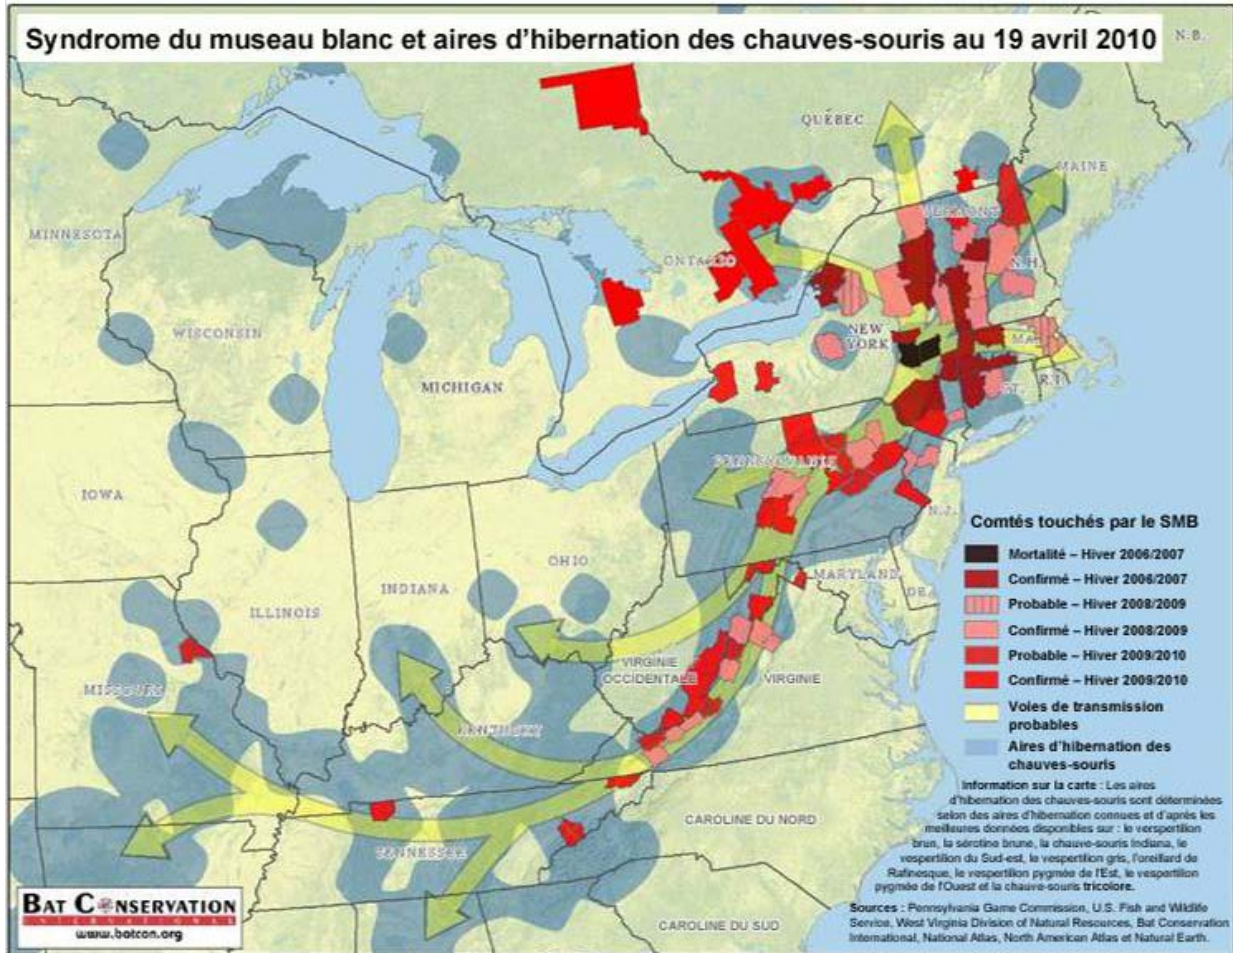 Syndrome du museau blanc et aires d'hibernation des chauves-souris au 19 avril 2010
N.B.
QUÉBEC
MAINE
VERMONT
MINNESOTA
ONTARIO
N.H.
WISCONSIN
NEW
YORK
MA.
MICHIGAN
R.I.
PENNSYLVANIE
IOWA
N.J.
OHIO
MARYLAND
INDIANA
DE.
ILLINOIS
VIRGINIE
OCCIDENTALE
VIRGINIE
MISSOURI
KENTUCKY
CAROLINE DU NORD
TENNESSEE
CAROLINE DU SUD
Comtés touchés par le SMB
Mortalité – Hiver 2006/2007
Confirmé – Hiver 2006/2007
Probable – Hiver 2008/2009
Confirmé – Hiver 2008/2009
Probable – Hiver 2009/2010
Confirmé – Hiver 2009/2010
Voies de transmission
probables
Aires d'hibernation des
chauves-souris
Information sur la carte : Les aires
d'hibernation des chauves-souris sont déterminées
selon des aires d'hibernation connues et d'après les
meilleures données disponibles sur : le verspertilion
brun, la sérotine brune, la chauve-souris Indiana, le
vespertilion du Sud-est, le vespertilion gris, l'oreillard de
Rafinesque, le vespertilion pygmée de l'Est, le vespertilion
pygmée de l'Ouest et la chauve-souris tricolore.
Sources : Pennsylvania Game Commission, U.S. Fish and Wildlife
Service, West Virginia Division of Natural Resources, Bat Conservation
International, National Atlas, North American Atlas et Natural Earth.
BAT CONSERVATION
INTERNATIONAL
www.batcon.org